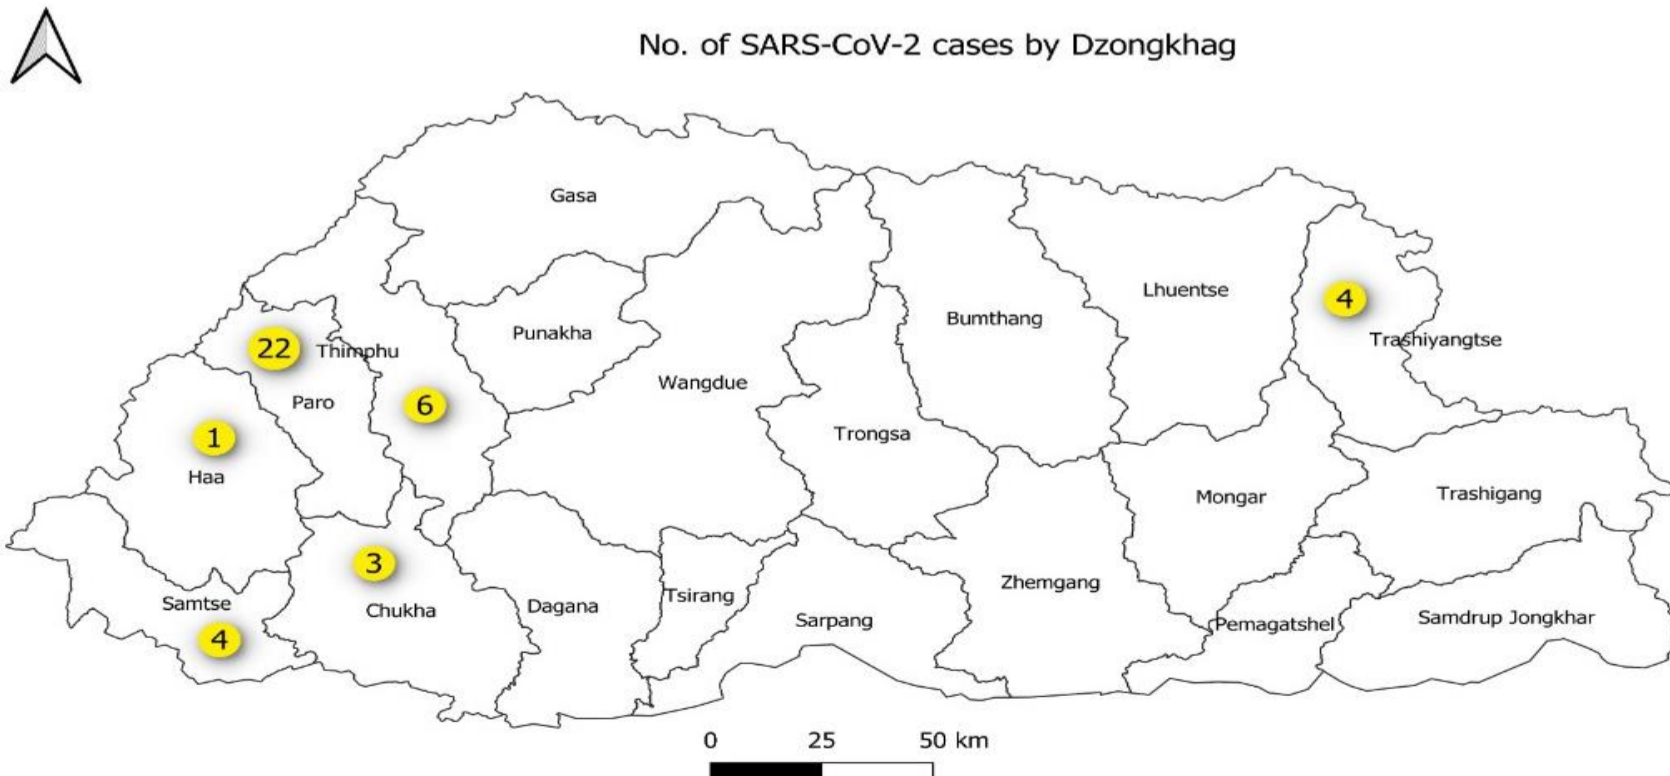 No. of SARS-CoV-2 cases by Dzongkhag
Gasa
Lhuentse
4
Bumthang
Punakha
Trashiyangtse
22
Thimphu
Wangdue
Paro
6
Trongsa
1
Haa
Mongar
Trashigang
3
Zhemgang
Tsirang
Samtse
Chukha
Dagana
Sarpang
Pemagatshel
Samdrup Jongkhar
4
0 25 50 km